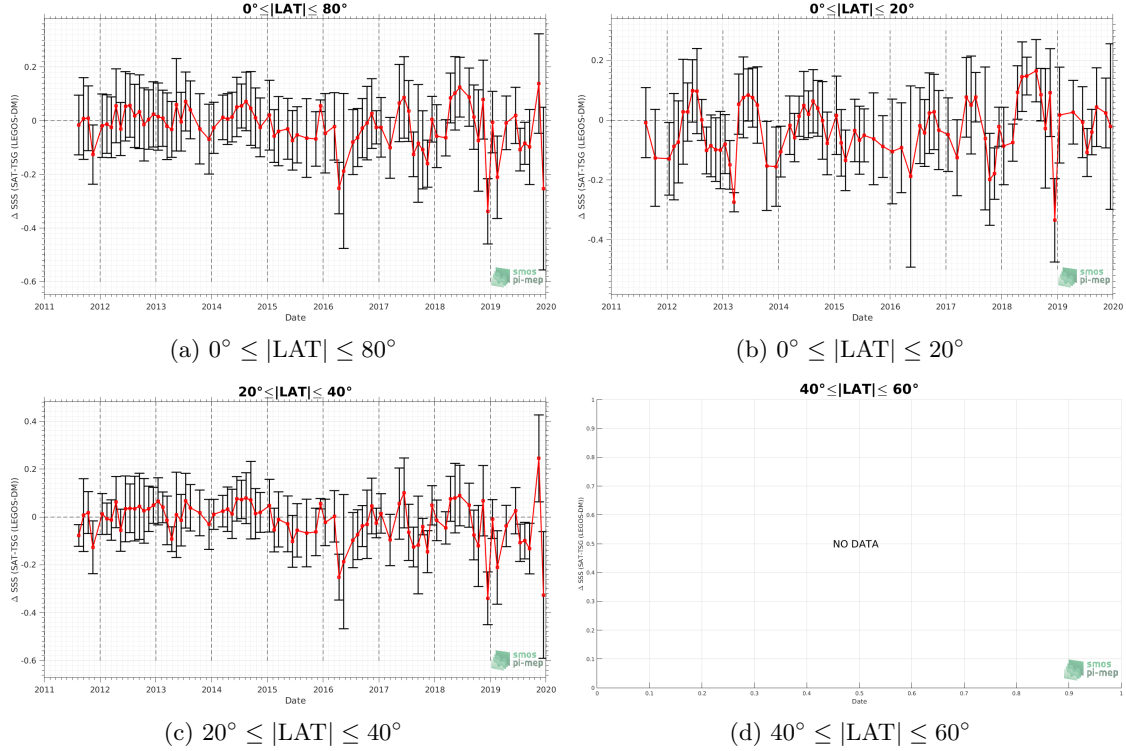 0°≤|LAT|≤ 80°
Δ SSS (SAT-TSG (LEGOS-DM))
0.2
0
-0.2
-0.4
-0.6
2011 2012 2013 2014 2015 2016 2017 2018 2019 2020
Date
smos
pi-mep
(a) 0° ≤ |LAT| ≤ 80°
0°≤|LAT|≤ 20°
Δ SSS (SAT-TSG (LEGOS-DM))
0.2
0
-0.2
-0.4
2011 2012 2013 2014 2015 2016 2017 2018 2019 2020
Date
smos
pi-mep
(b) 0° ≤ |LAT| ≤ 20°
20°≤|LAT|≤ 40°
Δ SSS (SAT-TSG (LEGOS-DM))
0.4
0.2
0
-0.2
-0.4
-0.6
2011 2012 2013 2014 2015 2016 2017 2018 2019 2020
Date
smos
pi-mep
(c) 20° ≤ |LAT| ≤ 40°
40°≤|LAT|≤ 60°
Δ SSS (SAT-TSG (LEGOS-DM))
1
0.9
0.8
0.7
0.6
0.5
0.4
0.3
0.2
0.1
0
NO DATA
0 0.1 0.2 0.3 0.4 0.5 0.6 0.7 0.8 0.9 1
Date
smos
pi-mep
(d) 40° ≤ |LAT| ≤ 60°